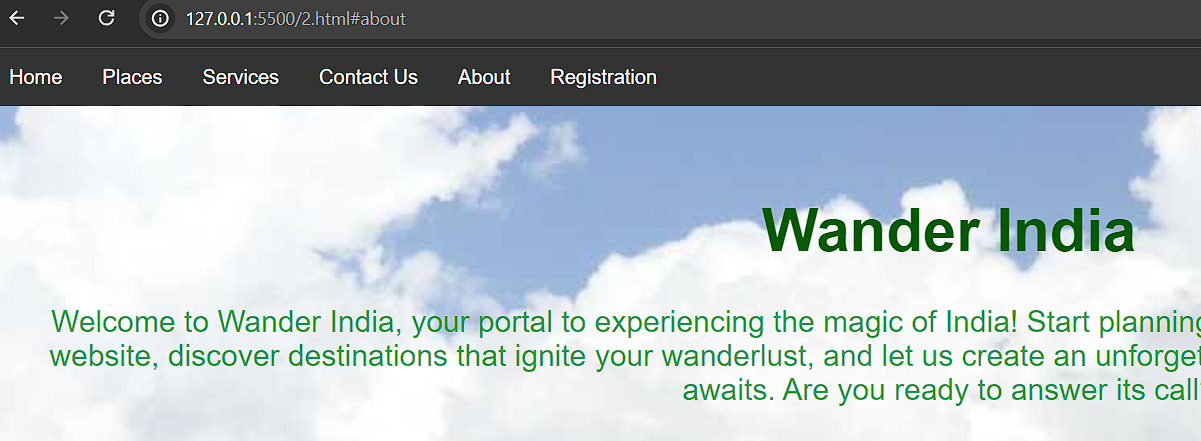 127.0.0.1:5500/2.html#about
Home Places Services Contact Us About Registration
Wander India
Welcome to Wander India, your portal to experiencing the magic of India! Start planning
website, discover destinations that ignite your wanderlust, and let us create an unforget
awaits. Are you ready to answer its call